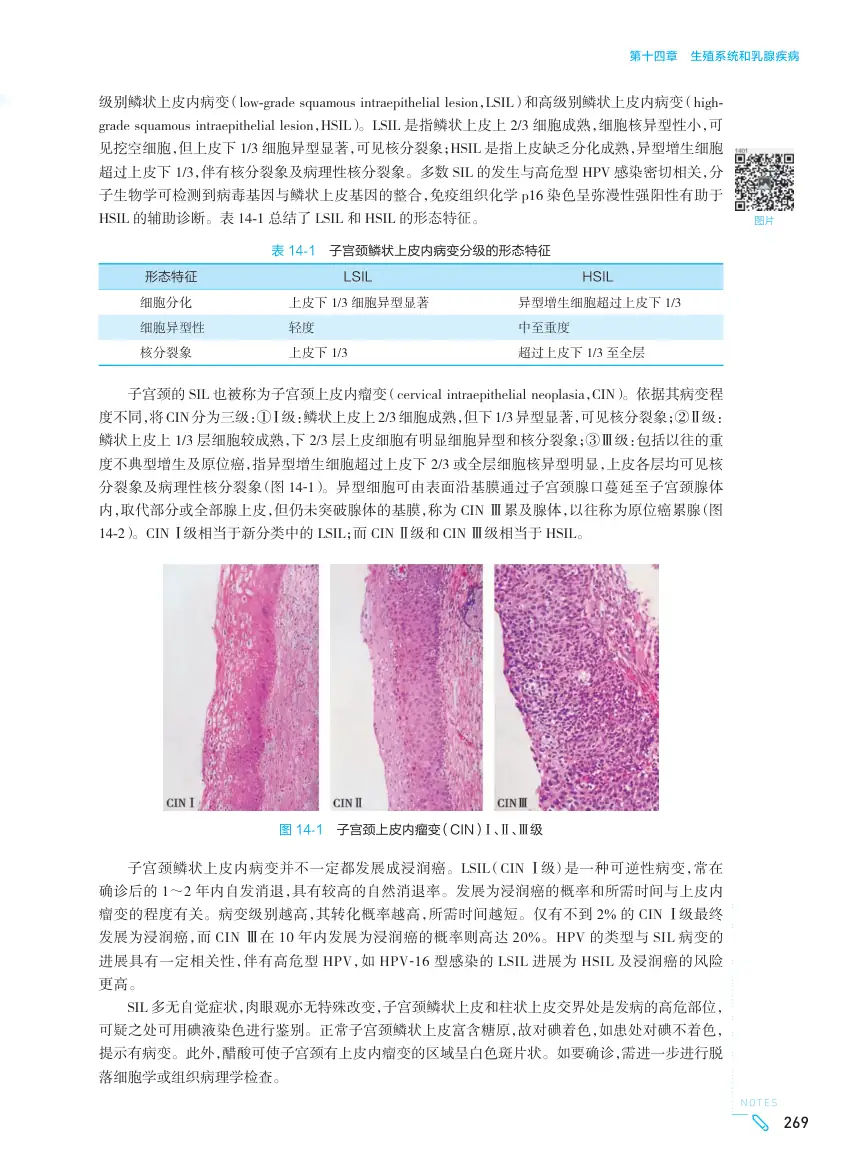 第十四章 生殖系统和乳腺疾病
级别鳞状上皮内病变(low-grade squamous intraepithelial lesion,LSIL)和高级别鳞状上皮内病变(high-
grade squamous intraepithelial lesion,HSIL)。LSIL 是指鳞状上皮上 2/3 细胞成熟,细胞核异型性小,可
见挖空细胞,但上皮下 1/3 细胞异型显著,可见核分裂象;HSIL 是指上皮缺乏分化成熟,异型增生细胞
超过上皮下 1/3,伴有核分裂象及病理性核分裂象。多数 SIL 的发生与高危型 HPV 感染密切相关,分
子生物学可检测到病毒基因与鳞状上皮基因的整合,免疫组织化学 p16 染色呈弥漫性强阳性有助于
HSIL 的辅助诊断。表 14-1 总结了 LSIL 和 HSIL 的形态特征。
1401
图片
表 14-1 子宫颈鳞状上皮内病变分级的形态特征
形态特征 LSIL HSIL
细胞分化 上皮下 1/3 细胞异型显著 异型增生细胞超过上皮下 1/3
细胞异型性 轻度 中至重度
核分裂象 上皮下 1/3 超过上皮下 1/3 至全层
子宫颈的 SIL 也被称为子宫颈上皮内瘤变(cervical intraepithelial neoplasia,CIN)。依据其病变程
度不同,将 CIN 分为三级:①Ⅰ级:鳞状上皮上 2/3 细胞成熟,但下 1/3 异型显著,可见核分裂象;②Ⅱ级:
鳞状上皮上 1/3 层细胞较成熟,下 2/3 层上皮细胞有明显细胞异型和核分裂象;③Ⅲ级:包括以往的重
度不典型增生及原位癌,指异型增生细胞超过上皮下 2/3 或全层细胞核异型明显,上皮各层均可见核
分裂象及病理性核分裂象(图 14-1)。异型细胞可由表面沿基膜通过子宫颈腺口蔓延至子宫颈腺体
内,取代部分或全部腺上皮,但仍未突破腺体的基膜,称为 CIN Ⅲ累及腺体,以往称为原位癌累腺(图
14-2)。CIN Ⅰ级相当于新分类中的 LSIL;而 CIN Ⅱ级和 CIN Ⅲ级相当于 HSIL。
CIN Ⅰ CIN Ⅱ CIN Ⅲ
图 14-1 子宫颈上皮内瘤变(CIN)Ⅰ、Ⅱ、Ⅲ级
子宫颈鳞状上皮内病变并不一定都发展成浸润癌。LSIL(CIN Ⅰ级)是一种可逆性病变,常在
确诊后的 1～2 年内自发消退,具有较高的自然消退率。发展为浸润癌的概率和所需时间与上皮内
瘤变的程度有关。病变级别越高,其转化概率越高,所需时间越短。仅有不到 2% 的 CIN Ⅰ级最终
发展为浸润癌,而 CIN Ⅲ在 10 年内发展为浸润癌的概率则高达 20%。HPV 的类型与 SIL 病变的
进展具有一定相关性,伴有高危型 HPV,如 HPV-16 型感染的 LSIL 进展为 HSIL 及浸润癌的风险
更高。
SIL 多无自觉症状,肉眼观亦无特殊改变,子宫颈鳞状上皮和柱状上皮交界处是发病的高危部位,
可疑之处可用碘液染色进行鉴别。正常子宫颈鳞状上皮富含糖原,故对碘着色,如患处对碘不着色,
提示有病变。此外,醋酸可使子宫颈有上皮内瘤变的区域呈白色斑片状。如要确诊,需进一步进行脱
落细胞学或组织病理学检查。
NOTES
269